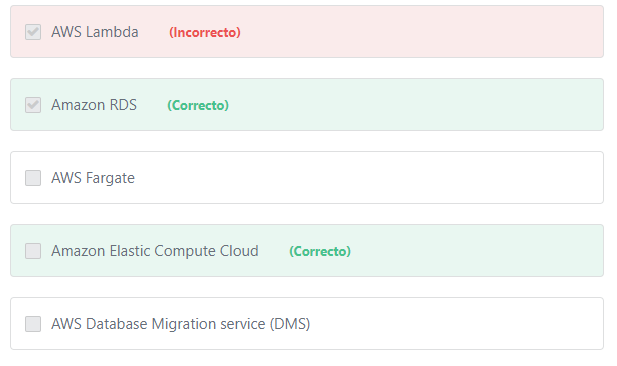 AWS Lambda (Incorrecto)
Amazon RDS (Correcto)
AWS Fargate
Amazon Elastic Compute Cloud (Correcto)
AWS Database Migration service (DMS)